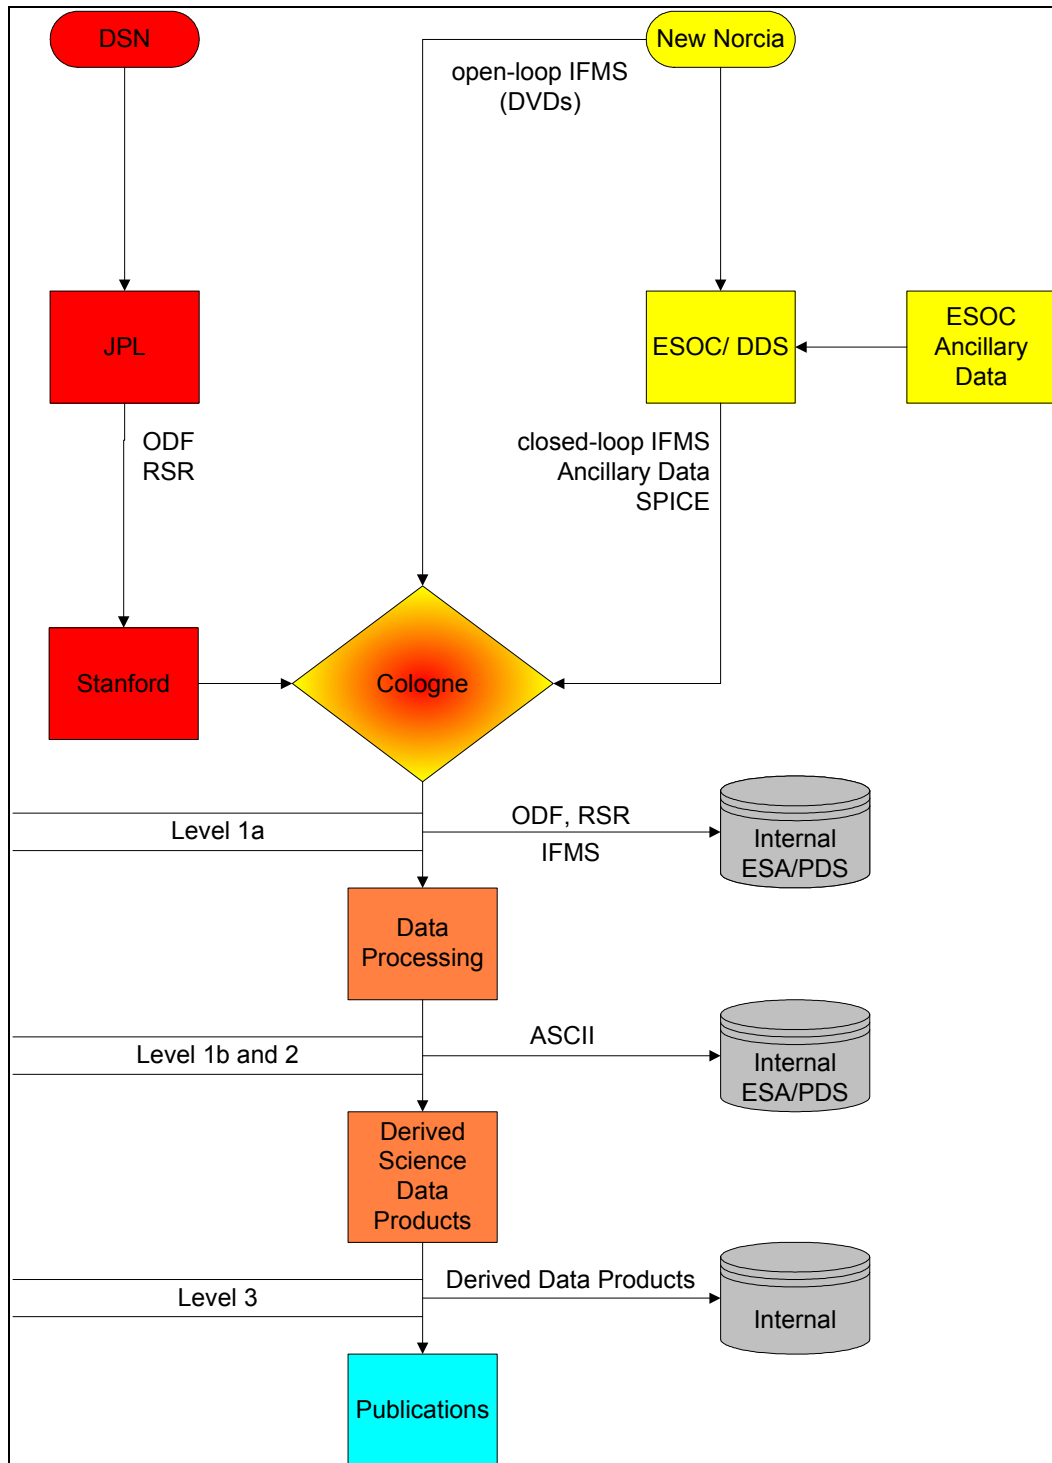 DSN
New Norcia
open-loop IFMS
(DVDs)
JPL
ESOC/ DDS
ESOC
Ancillary
Data
ODF
RSR
closed-loop IFMS
Ancillary Data
SPICE
Stanford
Cologne
Level 1a
ODF, RSR
IFMS
Internal
ESA/PDS
Data
Processing
Level 1b and 2
ASCII
Internal
ESA/PDS
Derived
Science
Data
Products
Level 3
Derived Data Products
Internal
Publications